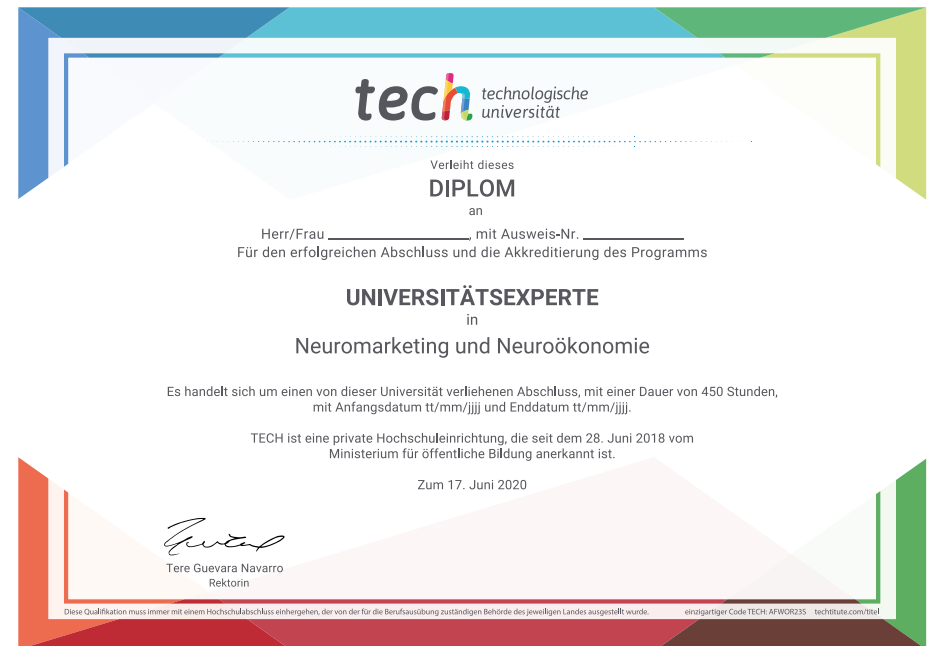 tech technologische
universität
Verleiht dieses
DIPLOM
an
Herr/Frau ____________, mit Ausweis-Nr. ____________
Für den erfolgreichen Abschluss und die Akkreditierung des Programms
UNIVERSITÄTSEXPERTE
in
Neuromarketing und Neuroökonomie
Es handelt sich um einen von dieser Universität verliehenen Abschluss, mit einer Dauer von 450 Stunden,
mit Anfangsdatum tt/mm/jjjj und Enddatum tt/mm/jjjj.
TECH ist eine private Hochschuleinrichtung, die seit dem 28. Juni 2018 vom
Ministerium für öffentliche Bildung anerkannt ist.
Zum 17. Juni 2020
Tere Guevara Navarro
Rektorin
Diese Qualifikation muss immer mit einem Hochschulabschluss einhergehen, der von der für die Berufsausübung zuständigen Behörde des jeweiligen Landes ausgestellt wurde. einzigartiger Code TECH: AFWOR23S techtitute.com/titel